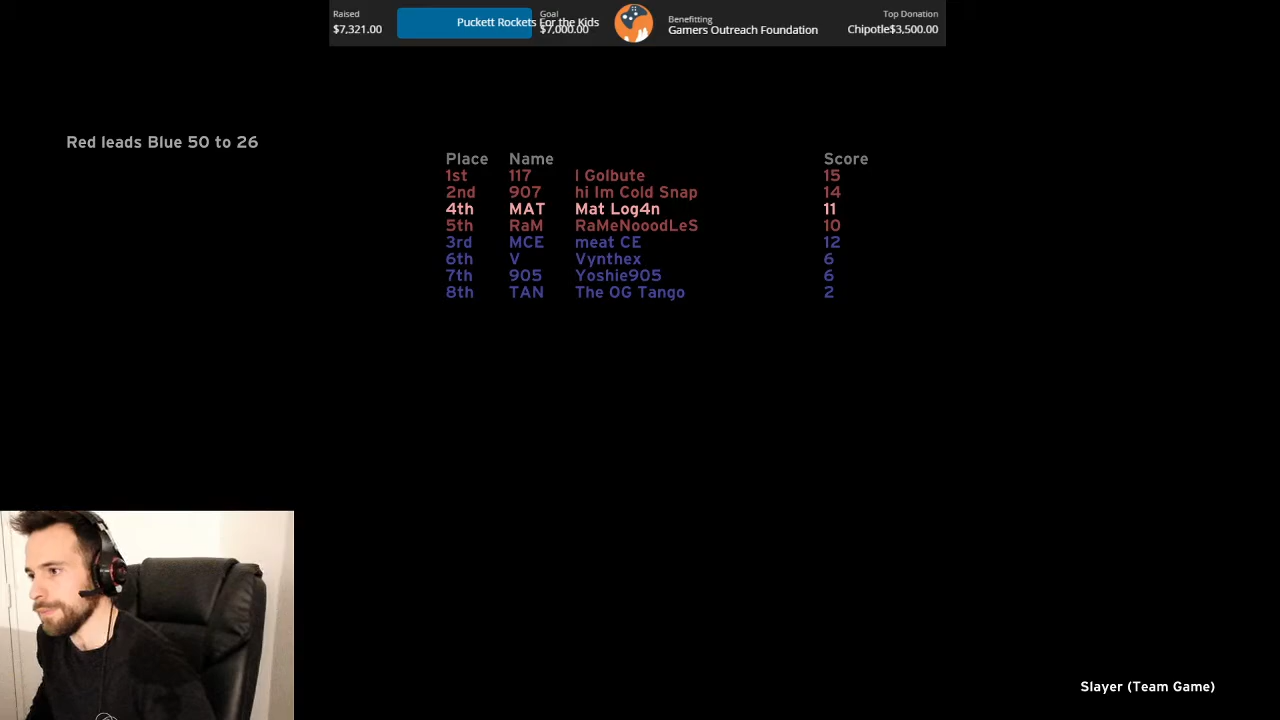 Raised
$7,321.00
Puckett Rockets For the Kids
Goal
$7,000.00
Benefitting
Gamers Outreach Foundation
Top Donation
Chipotle$3,500.00
Red leads Blue 50 to 26
Place Name Score
1st 117 I Golbute 15
2nd 907 hi Im Cold Snap 14
4th MAT Mat Log4n 11
5th RaM RaMeNooodLeS 10
3rd MCE meat CE 12
6th V Vynthex 6
7th 905 Yoshie905 6
8th TAN The OG Tango 2
Slayer (Team Game)